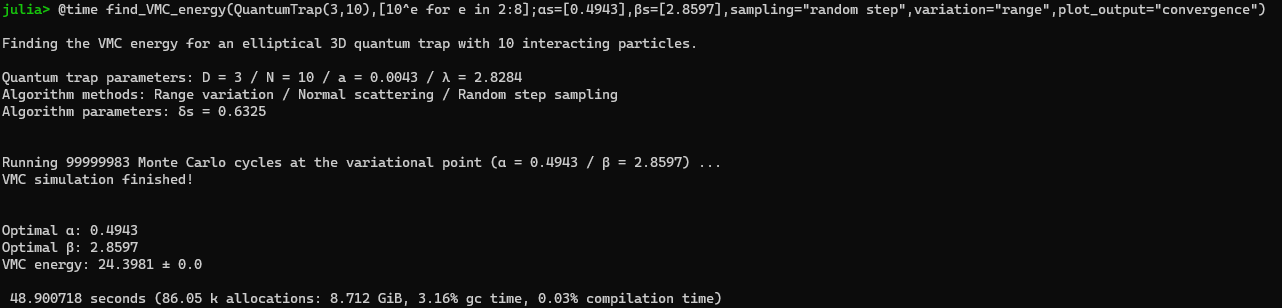 julia> @time find_VMC_energy(QuantumTrap(3,10),[10^e for e in 2:8];αs=[0.4943],βs=[2.8597],sampling="random step",variation="range",plot_output="convergence")
Finding the VMC energy for an elliptical 3D quantum trap with 10 interacting particles.
Quantum trap parameters: D = 3 / N = 10 / a = 0.0043 / λ = 2.8284
Algorithm methods: Range variation / Normal scattering / Random step sampling
Algorithm parameters: δs = 0.6325
Running 99999983 Monte Carlo cycles at the variational point (α = 0.4943 / β = 2.8597) ...
VMC simulation finished!
Optimal α: 0.4943
Optimal β: 2.8597
VMC energy: 24.3981 ± 0.0
48.900718 seconds (86.05 k allocations: 8.712 GiB, 3.16% gc time, 0.03% compilation time)